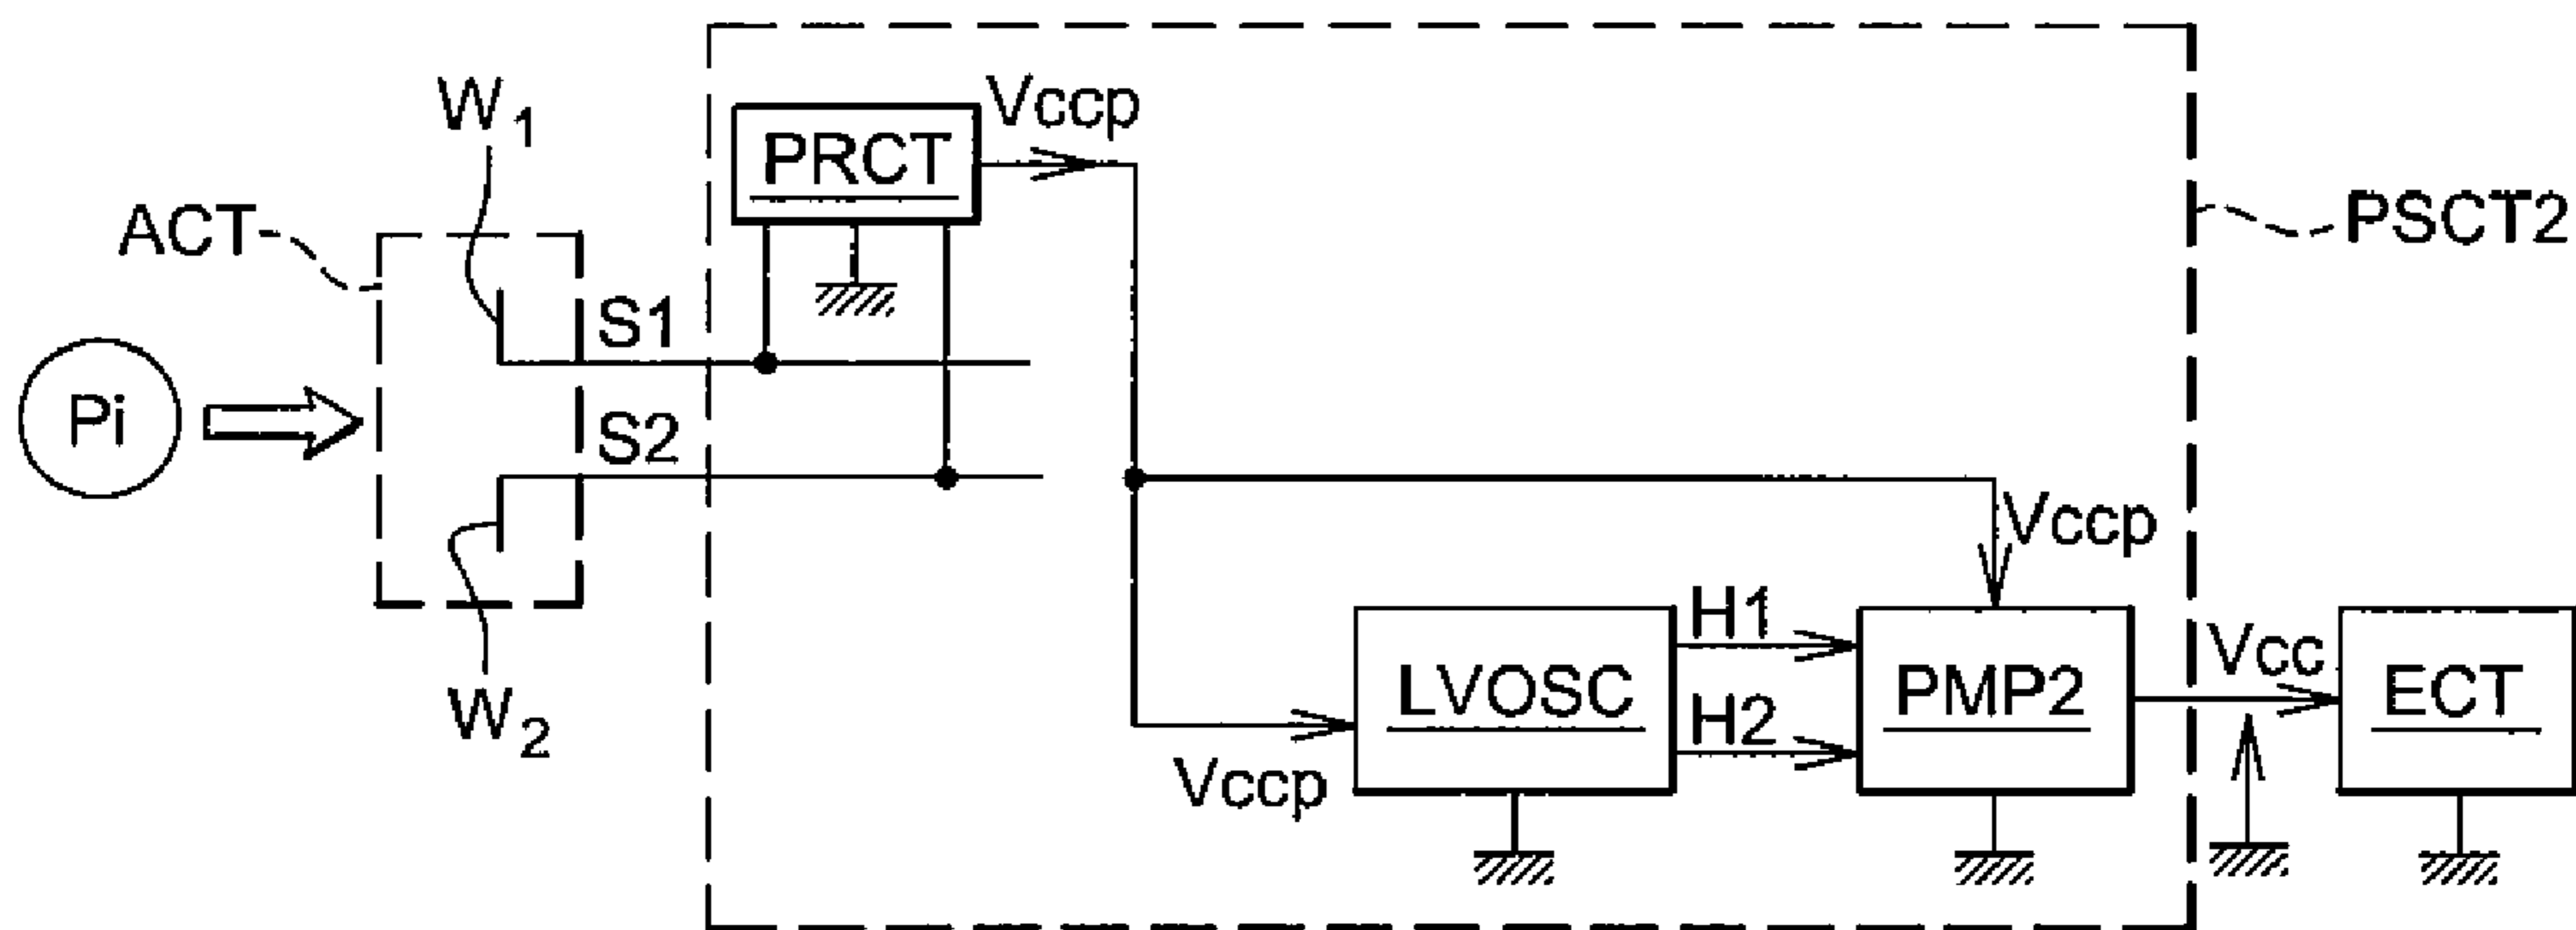 W1
Vccp
PRCT
ACT
PSCT2
S1
Pi
S2
Vccp
H1
Vcc
LVOSC
PMP2
ECT
W2
H2
Vccp